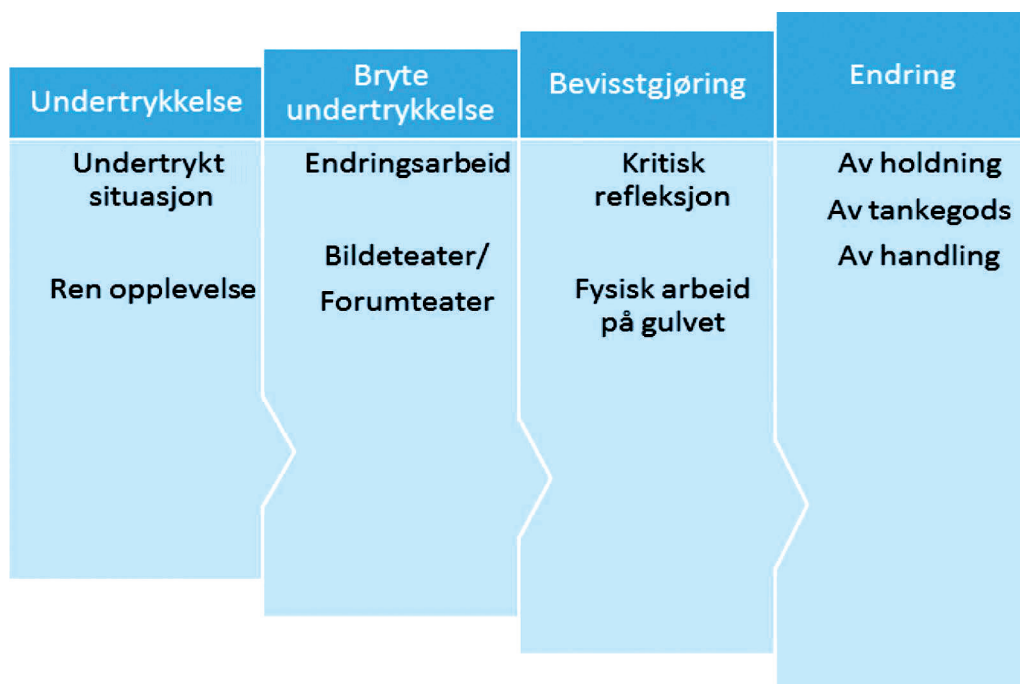 Undertrykkelse
Undertrykt
situasjon
Ren opplevelse
Bryte
undertrykkelse
Endringsarbeid
Bildeteater/
Forumteater
Bevisstgjøring
Kritisk
refleksjon
Fysisk arbeid
på gulvet
Endring
Av holdning
Av tankegods
Av handling